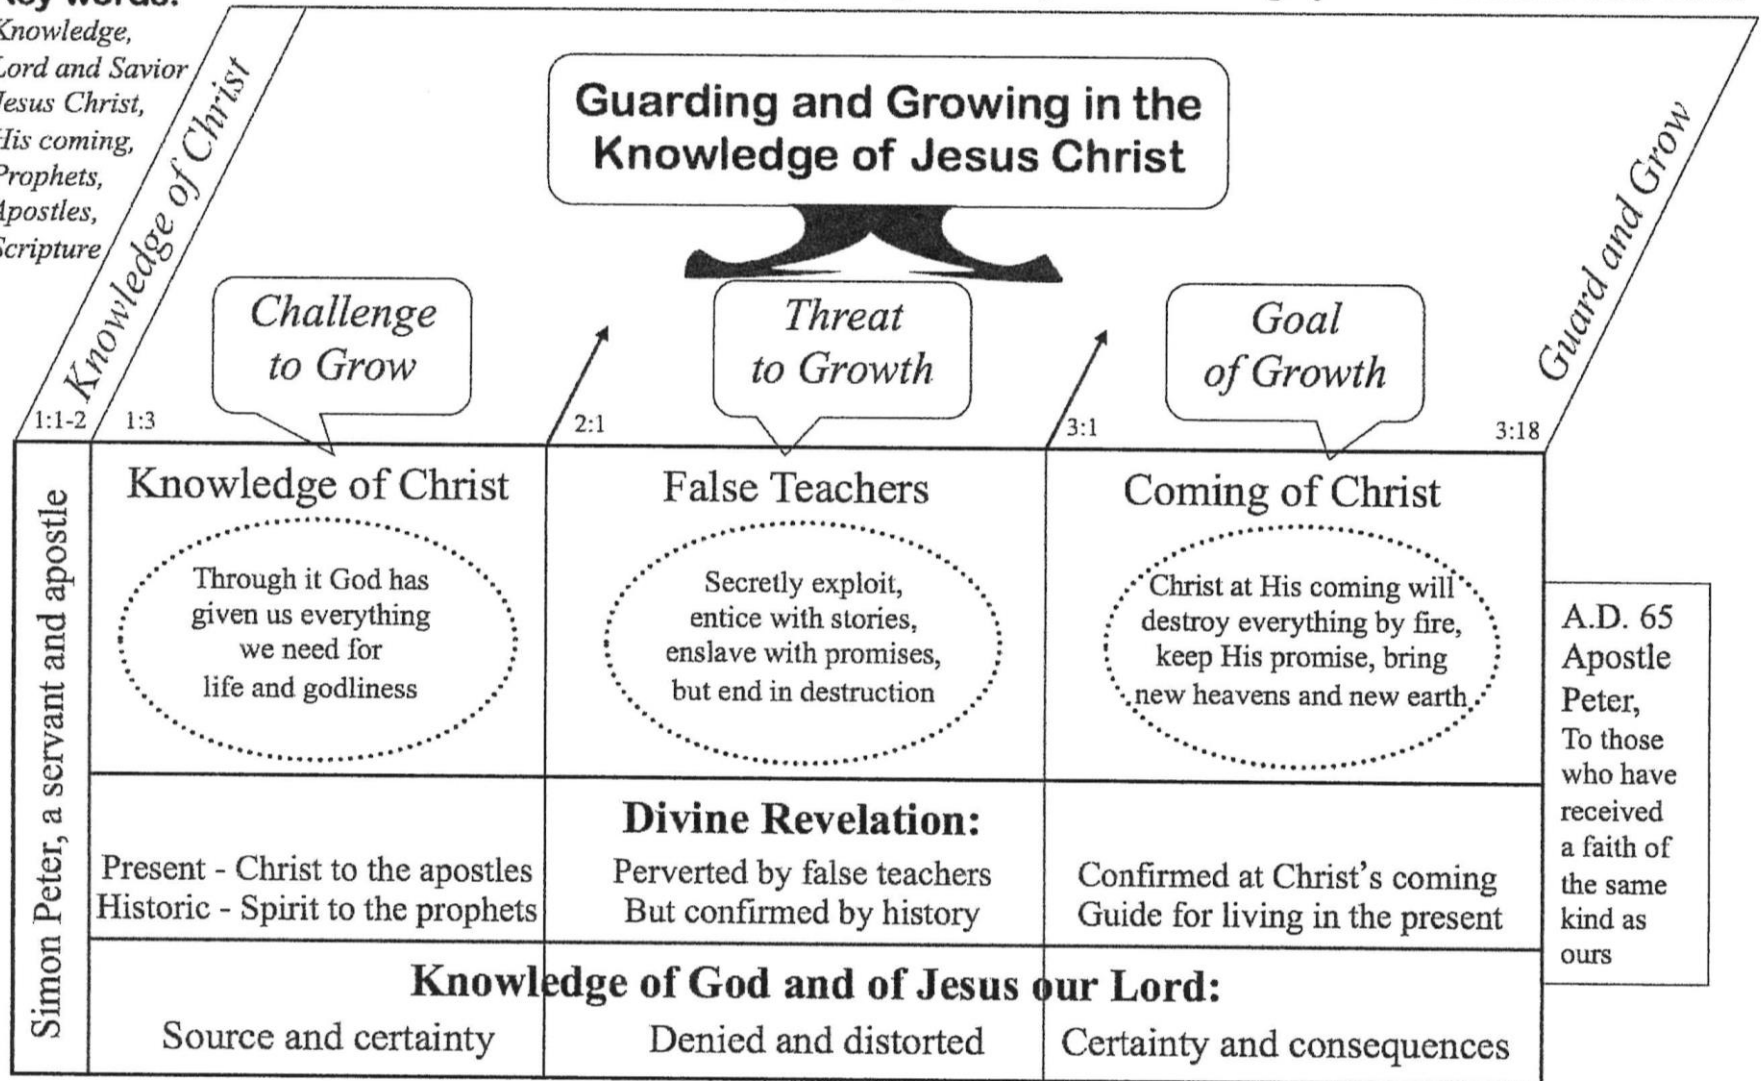 Key words:
Knowledge,
Lord and Savior
Jesus Christ,
His coming,
Prophets,
Apostles,
Scripture
Knowledge of Christ
Guarding and Growing in the
Knowledge of Jesus Christ
Guard and Grow
Challenge
to Grow
Threat
to Growth
Goal
of Growth
1:1-2
1:3
2:1
3:1
3:18
Simon Peter, a servant and apostle
Knowledge of Christ
Through it God has
given us everything
we need for
life and godliness
False Teachers
Secretly exploit,
entice with stories,
enslave with promises,
but end in destruction
Coming of Christ
Christ at His coming will
destroy everything by fire,
keep His promise, bring
new heavens and new earth
A.D. 65
Apostle
Peter,
To those
who have
received
a faith of
the same
kind as
ours
Divine Revelation:
Present - Christ to the apostles
Historic - Spirit to the prophets
Perverted by false teachers
But confirmed by history
Confirmed at Christ's coming
Guide for living in the present
Knowledge of God and of Jesus our Lord:
Source and certainty
Denied and distorted
Certainty and consequences